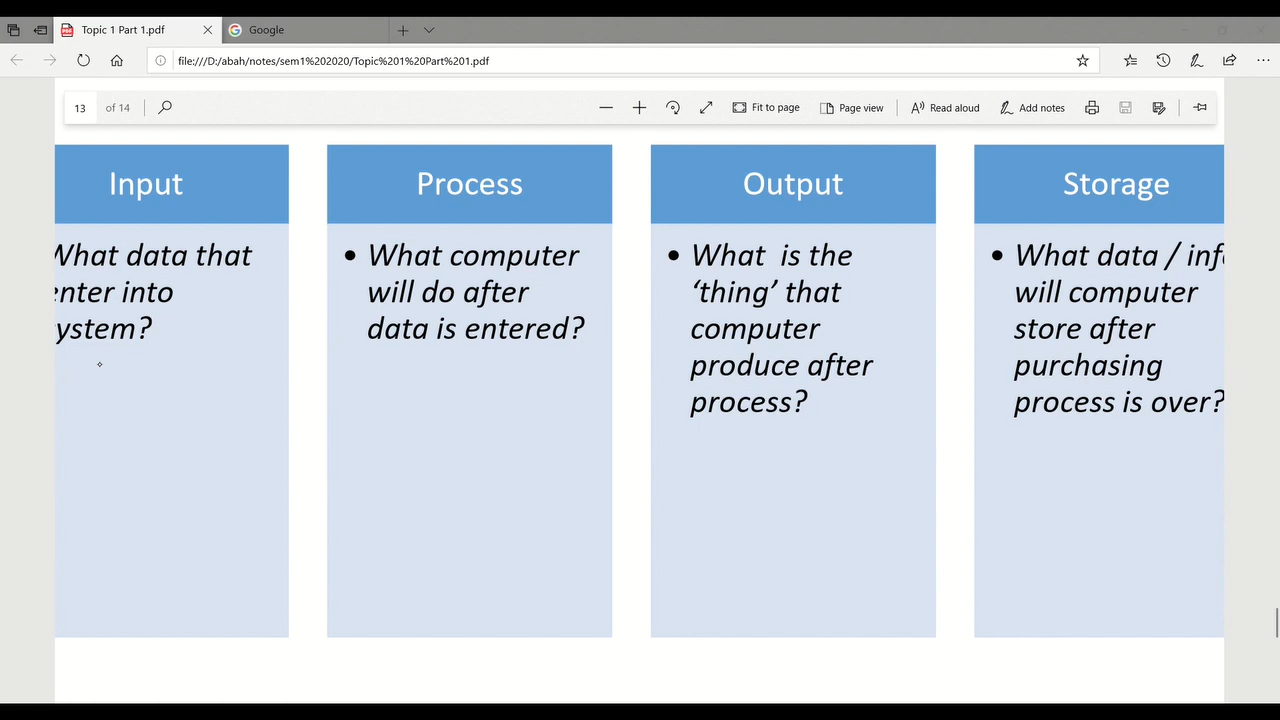 Topic 1 Part 1.pdf
Google
file:///D:/abah/notes/sem1%202020/Topic%201%20Part%201.pdf
13 of 14
Fit to page
Page view
Read aloud
Add notes
Input
What data that
enter into
ystem?
Process
• What computer
will do after
data is entered?
Output
• What is the
‘thing’ that
computer
produce after
process?
Storage
• What data / inf
will computer
store after
purchasing
process is over?